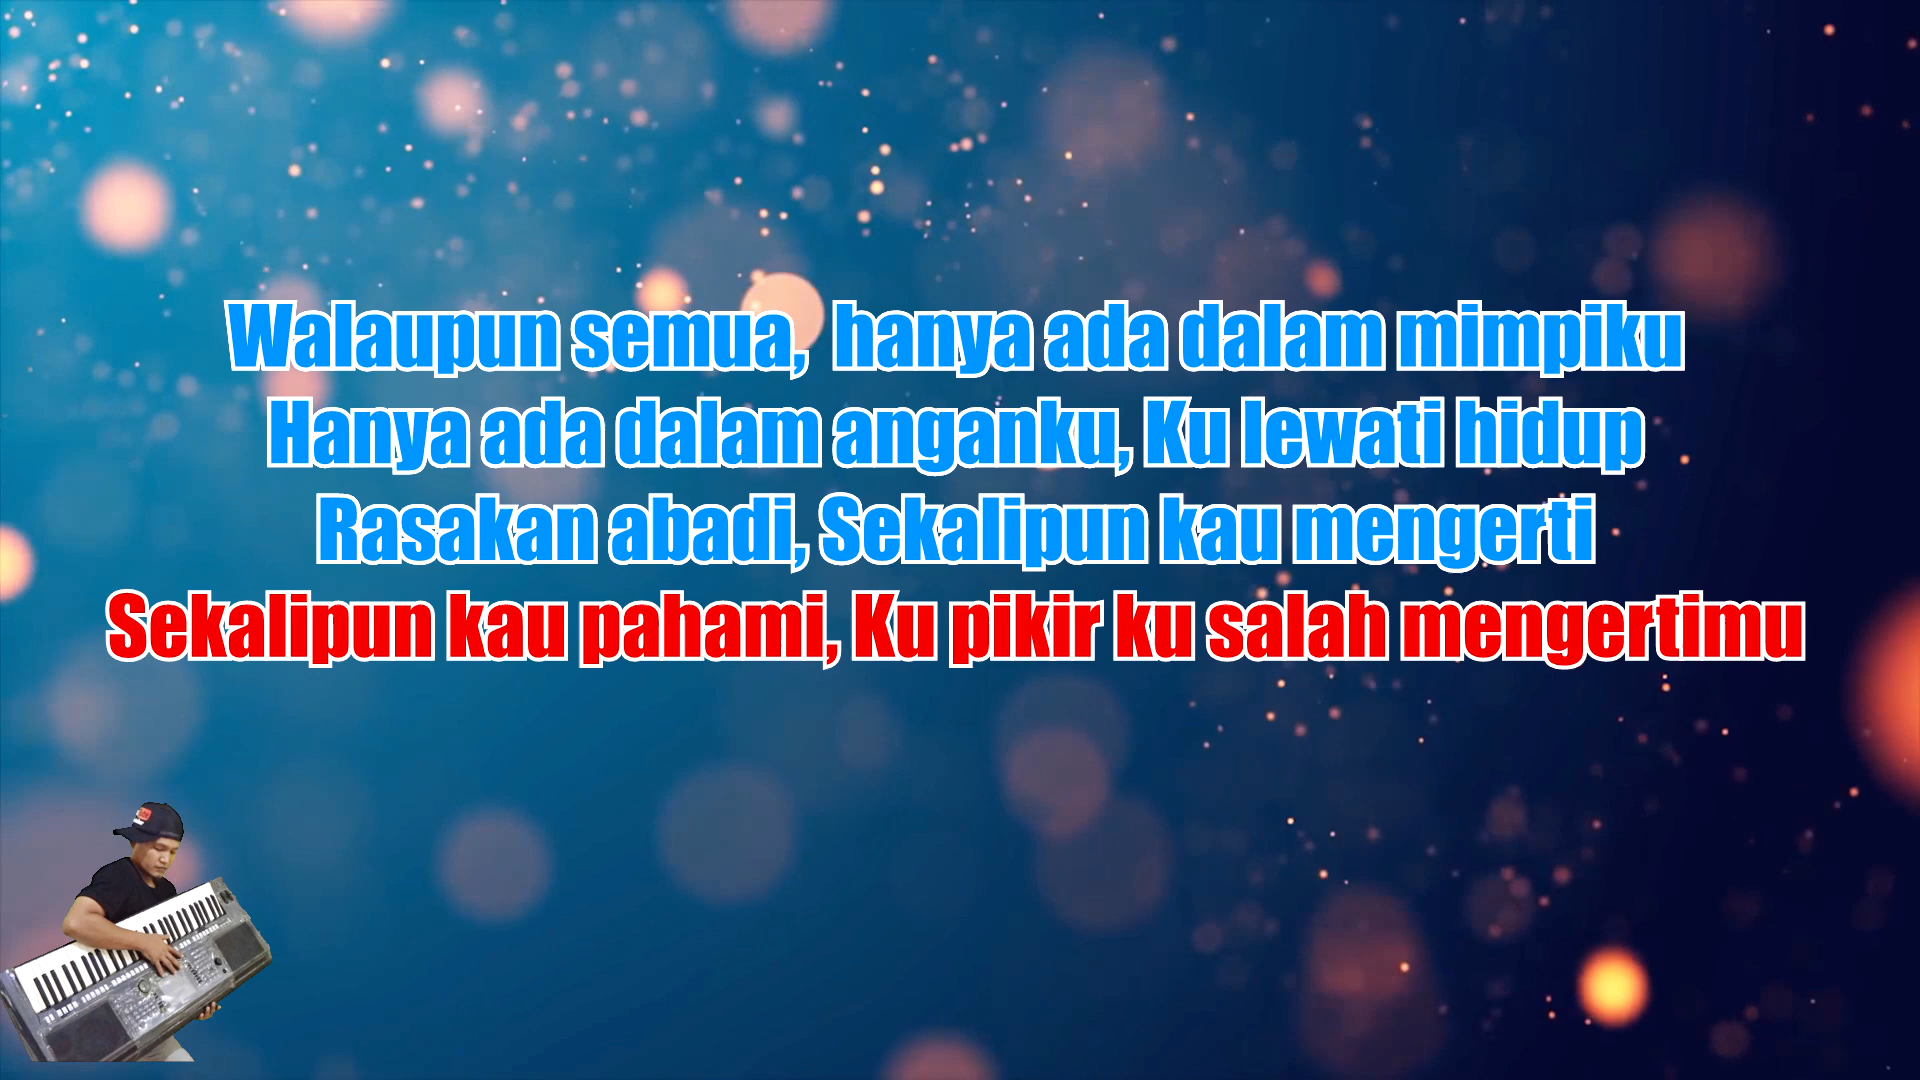 Walaupun semua,  hanya ada dalam mimpiku
Hanya ada dalam anganku, Ku lewati hidup
Rasakan abadi, Sekalipun kau mengerti
Sekalipun kau pahami, Ku pikir ku salah mengertimu